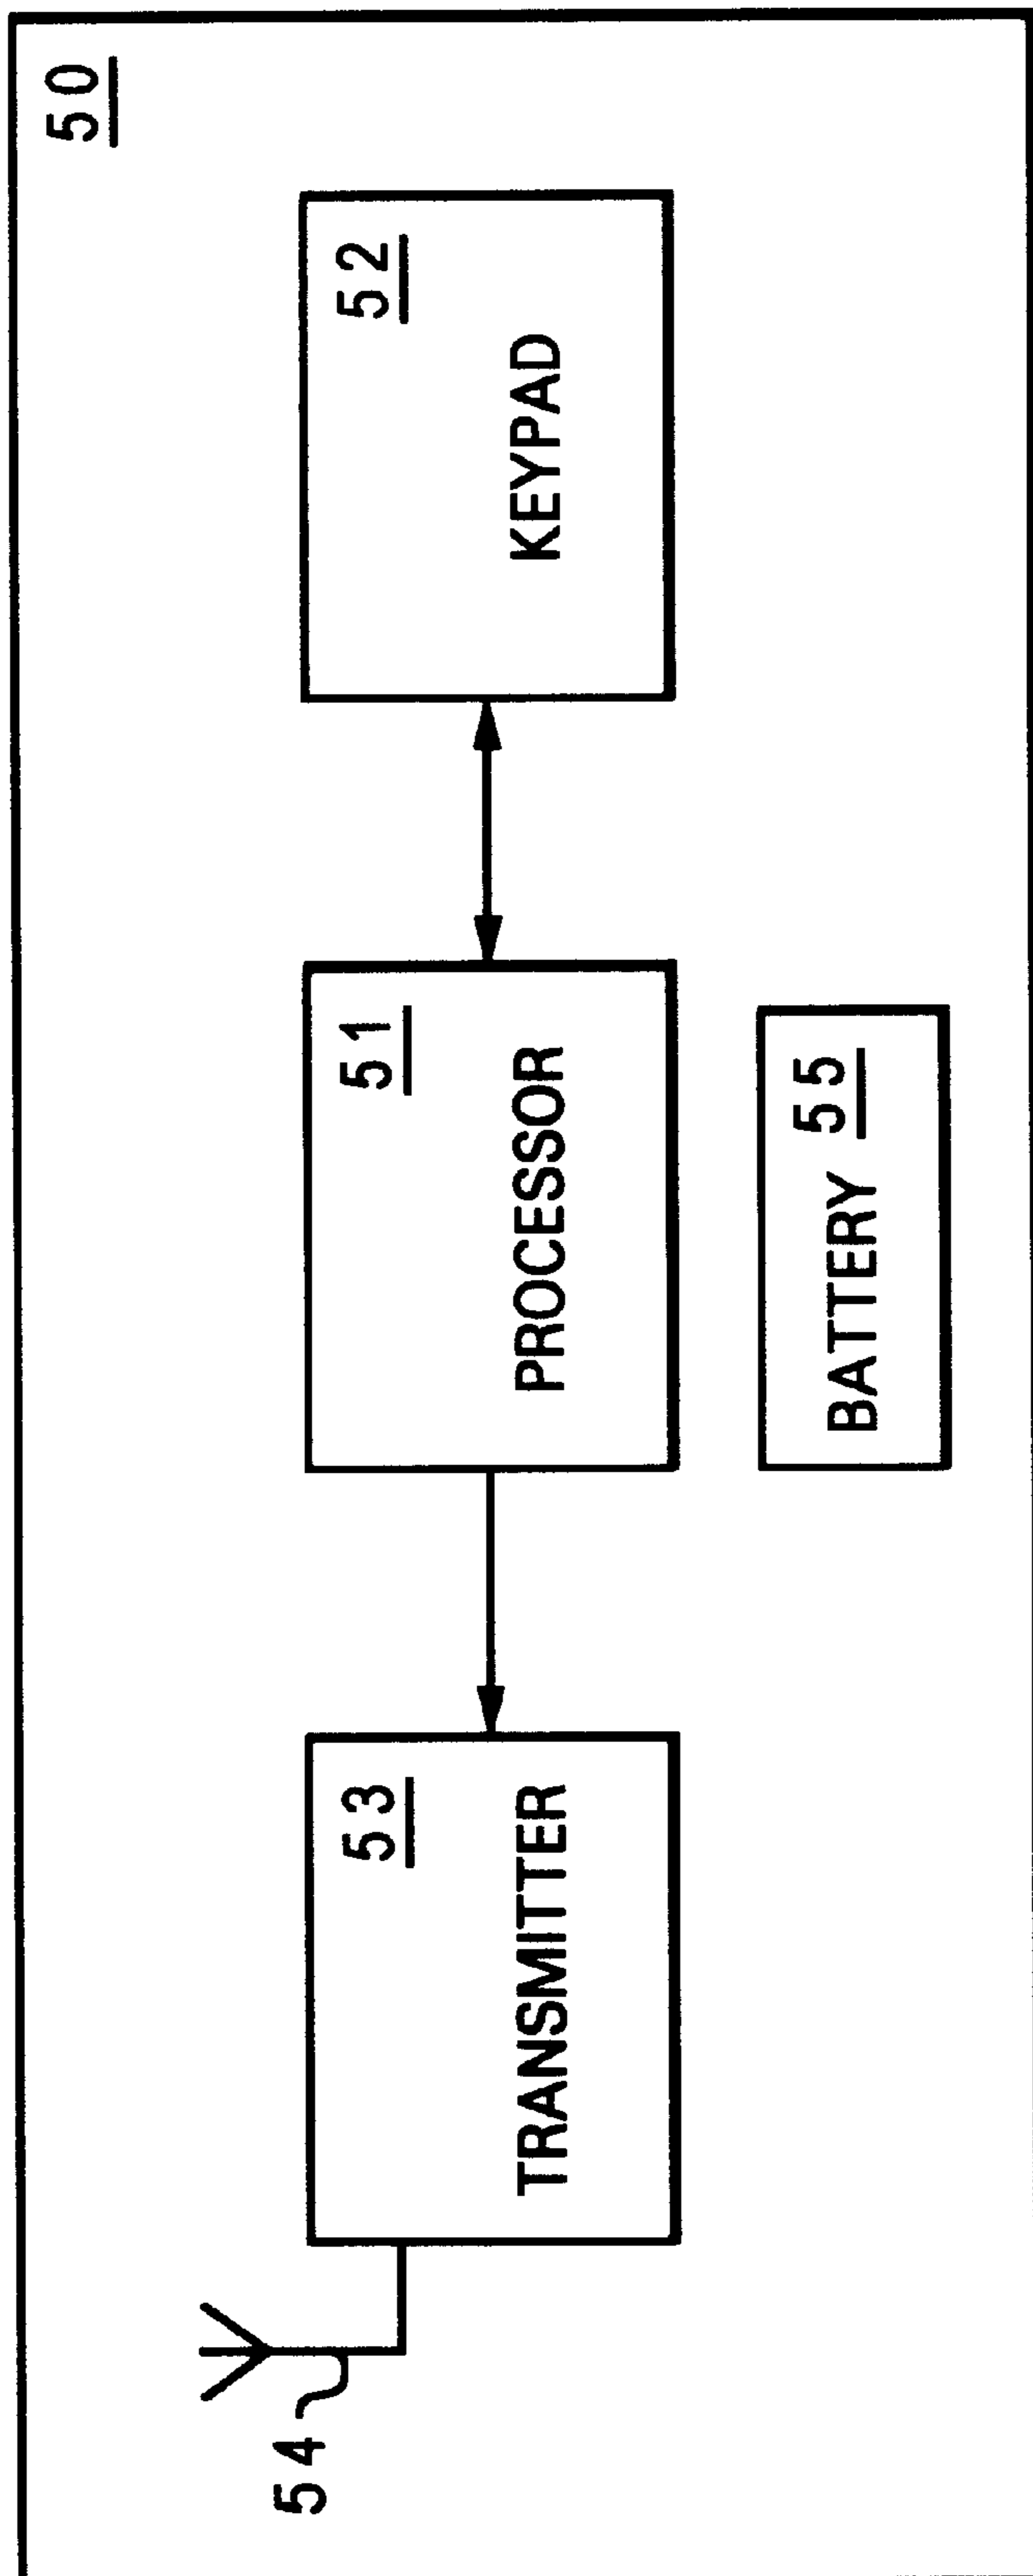 50
54
53
TRANSMITTER
51
PROCESSOR
52
KEYPAD
BATTERY 55